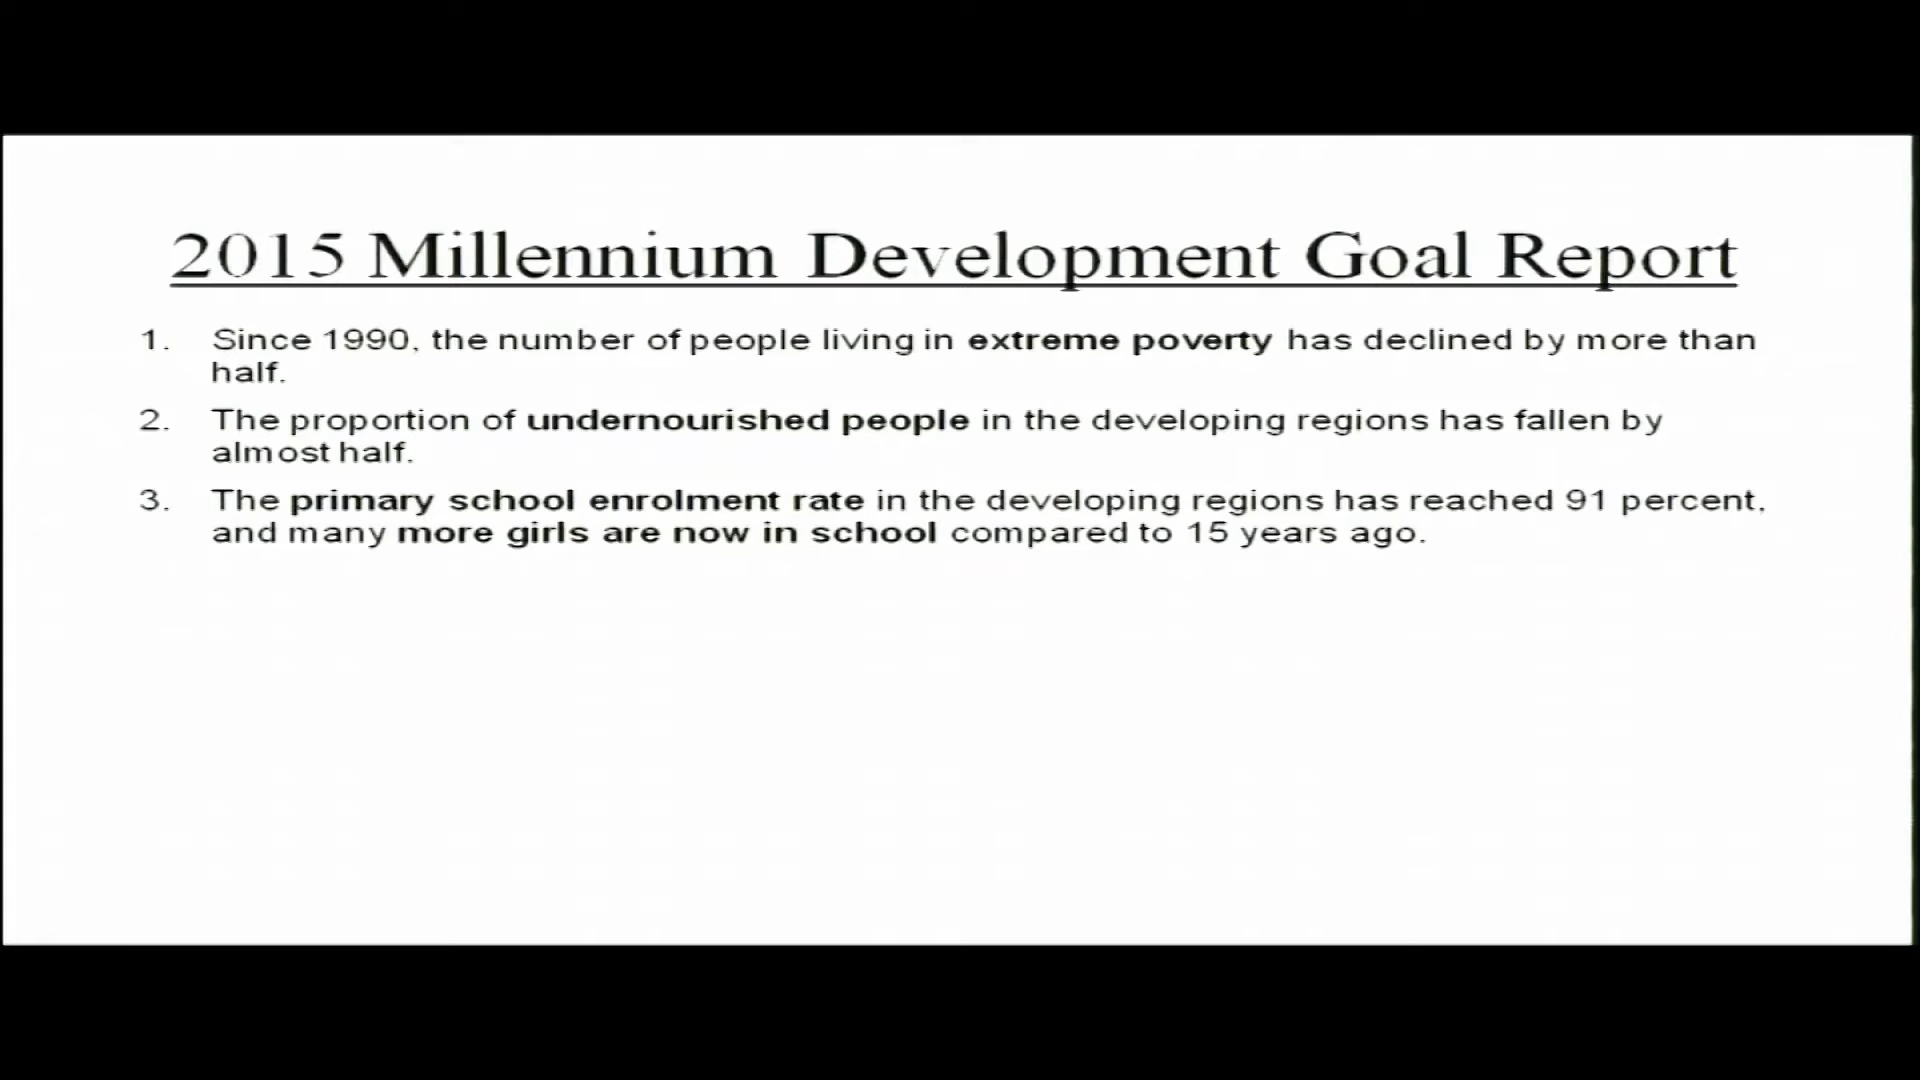 2015 Millennium Development Goal Report
1. Since 1990, the number of people living in extreme poverty has declined by more than
half.
2. The proportion of undernourished people in the developing regions has fallen by
almost half.
3. The primary school enrolment rate in the developing regions has reached 91 percent,
and many more girls are now in school compared to 15 years ago.